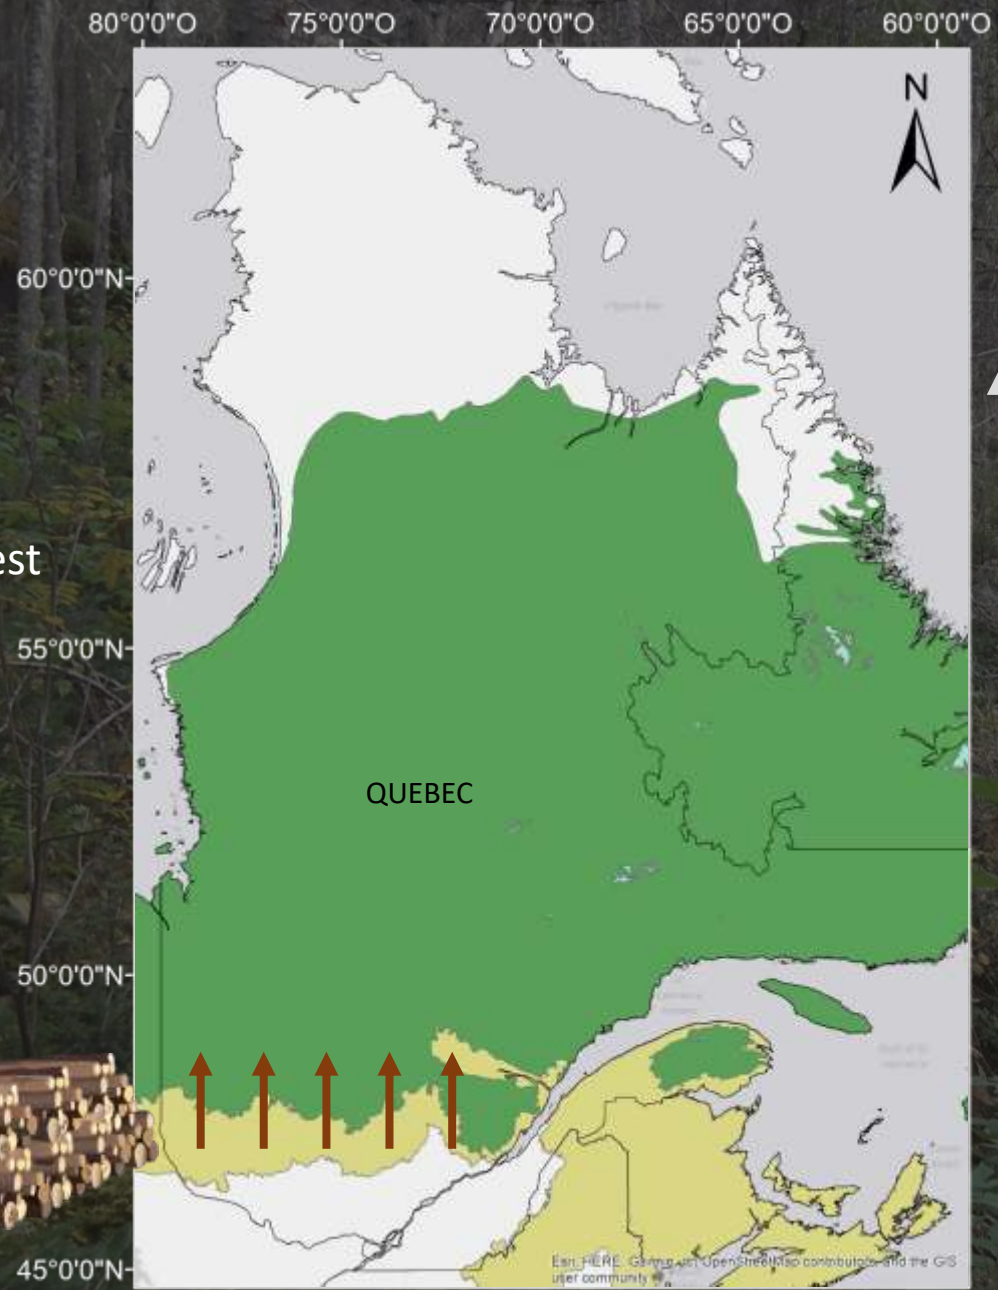 80°0'0"O 75°0'0"O 70°0'0"O 65°0'0"O 60°0'0"O
N
60°0'0"N
est
55°0'0"N
QUEBEC
50°0'0"N
45°0'0"N
Esri, HERE, Garmin, (c) OpenStreetMap contributors, and the GIS
user community